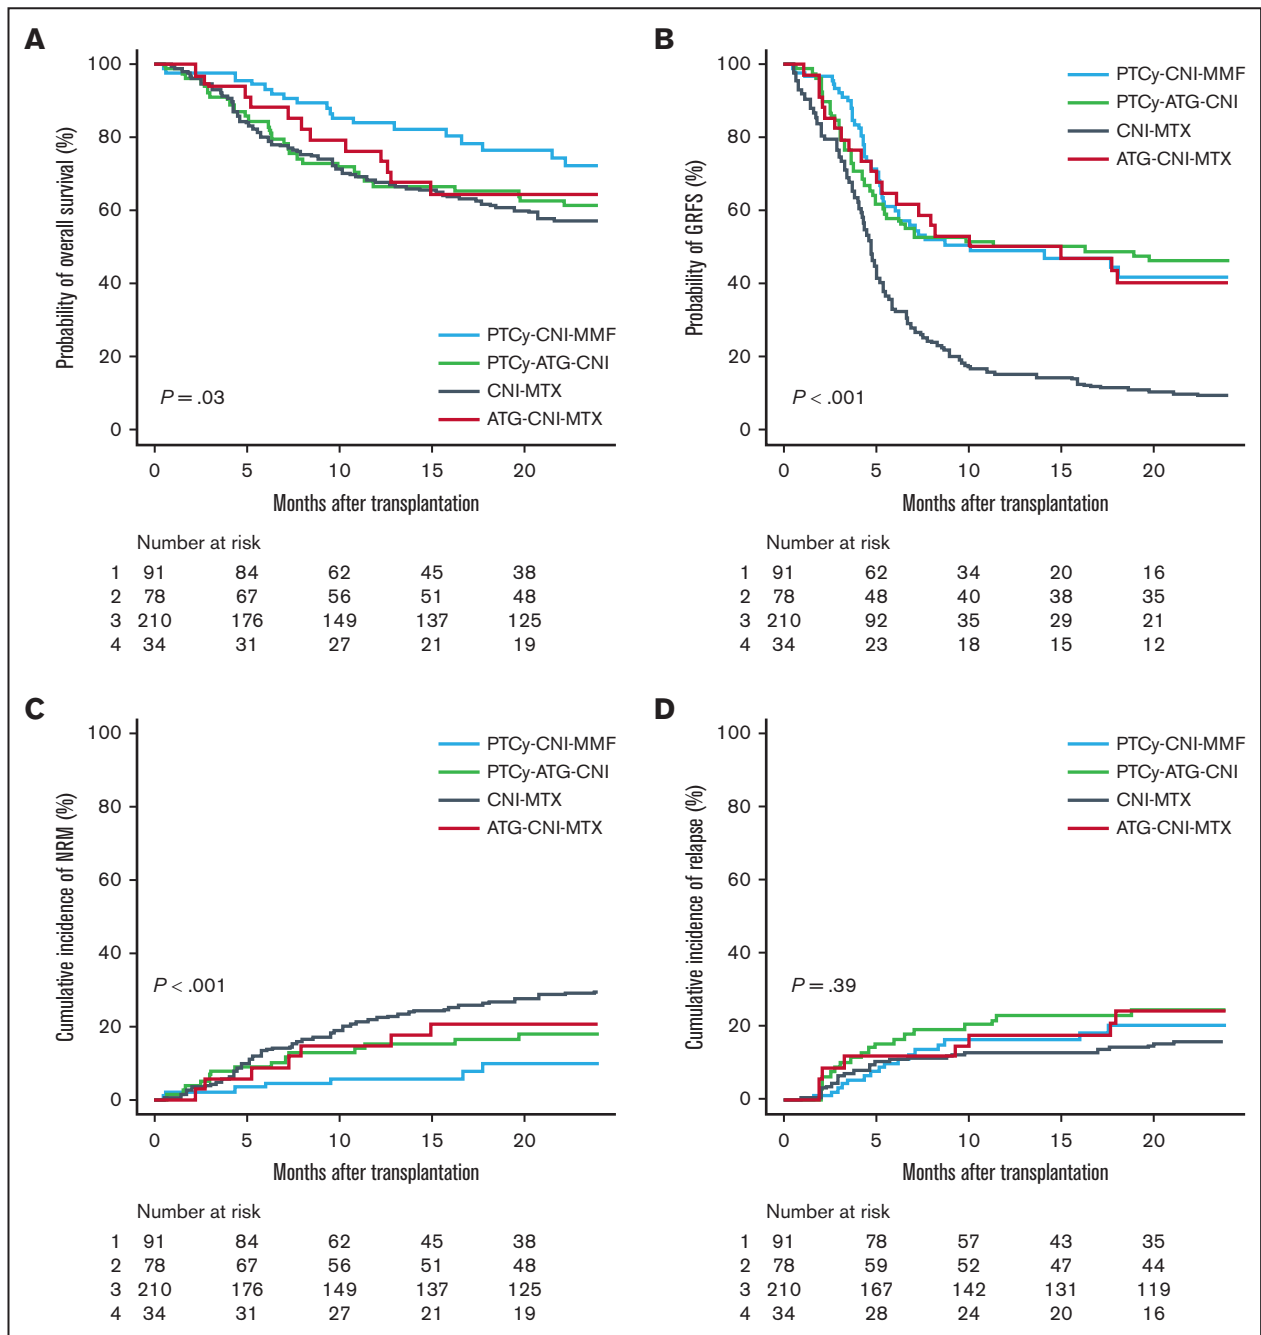 A
100
80
60
40
20
0
Probability of overall survival (%)
PTCy-CNI-MMF
PTCy-ATG-CNI
CNI-MTX
ATG-CNI-MTX
P = .03
0 5 10 15 20
Months after transplantation
Number at risk
1 91 84 62 45 38
2 78 67 56 51 48
3 210 176 149 137 125
4 34 31 27 21 19
B
100
80
60
40
20
0
Probability of GRFS (%)
PTCy-CNI-MMF
PTCy-ATG-CNI
CNI-MTX
ATG-CNI-MTX
P < .001
0 5 10 15 20
Months after transplantation
Number at risk
1 91 62 34 20 16
2 78 48 40 38 35
3 210 92 35 29 21
4 34 23 18 15 12
C
100
80
60
40
20
0
Cumulative incidence of NRM (%)
PTCy-CNI-MMF
PTCy-ATG-CNI
CNI-MTX
ATG-CNI-MTX
P < .001
0 5 10 15 20
Months after transplantation
Number at risk
1 91 84 62 45 38
2 78 67 56 51 48
3 210 176 149 137 125
4 34 31 27 21 19
D
100
80
60
40
20
0
Cumulative incidence of relapse (%)
PTCy-CNI-MMF
PTCy-ATG-CNI
CNI-MTX
ATG-CNI-MTX
P = .39
0 5 10 15 20
Months after transplantation
Number at risk
1 91 78 57 43 35
2 78 59 52 47 44
3 210 167 142 131 119
4 34 28 24 20 16